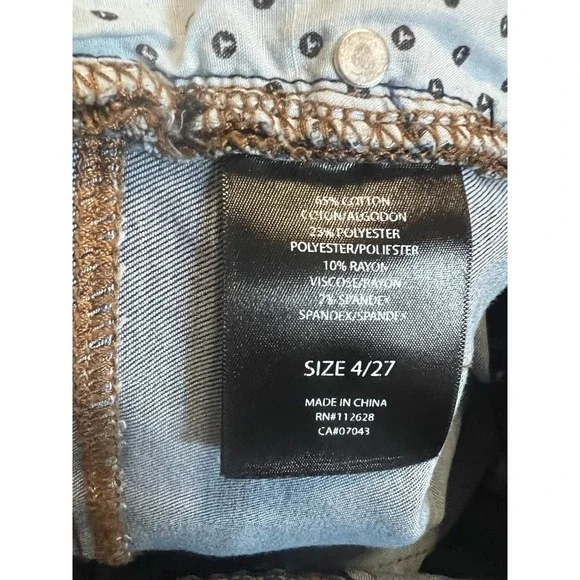 65% COTTON
COTON/ALGODON
23% POLYESTER
POLYESTER/POLIESTER
10% RAYON
VISCOSE/RAYON
2% SPANDEX
SPANDEX/SPANDEX
SIZE 4/27
MADE IN CHINA
RN#112628
CA#07043